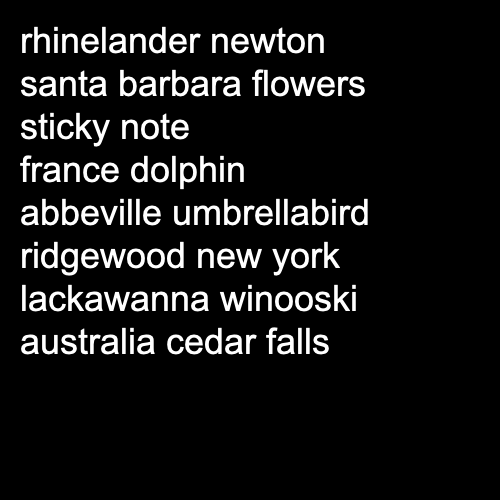 rhinelander newton
santa barbara flowers
sticky note
france dolphin
abbeville umbrellabird
ridgewood new york
lackawanna winooski
australia cedar falls